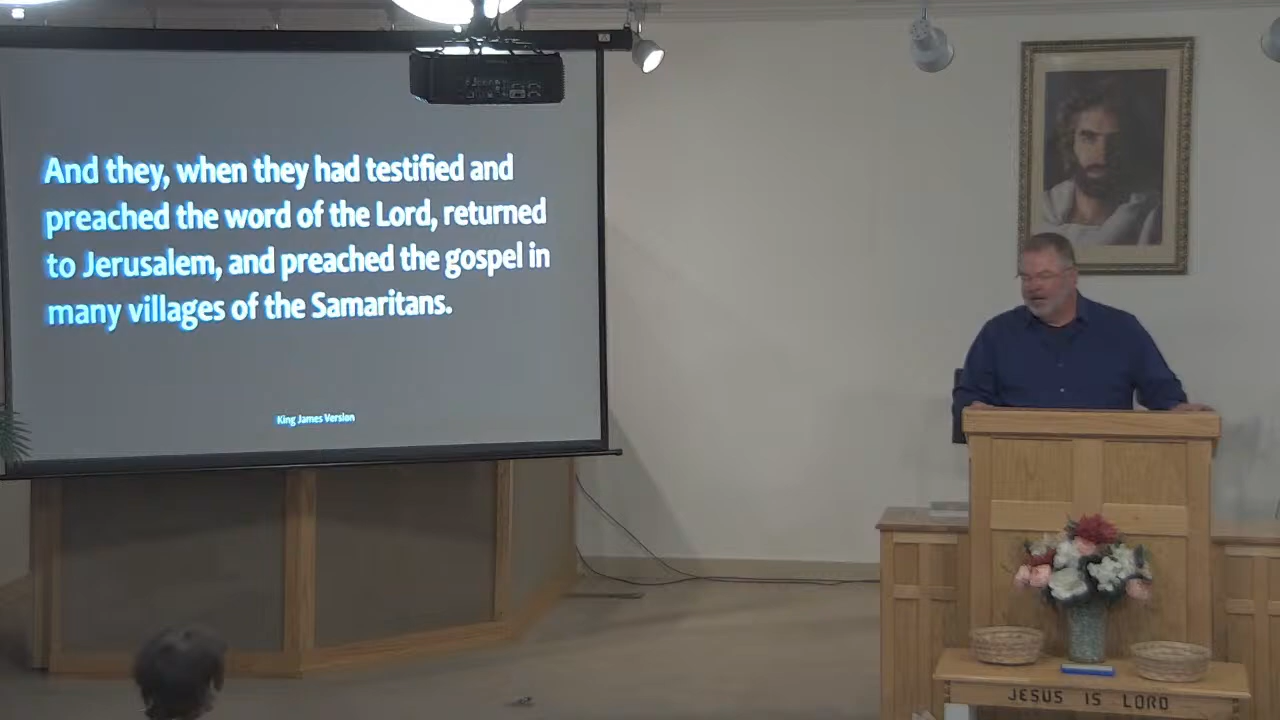 And they, when they had testified and
preached the word of the Lord, returned
to Jerusalem, and preached the gospel in
many villages of the Samaritans.
King James Version
JESUS IS LORD